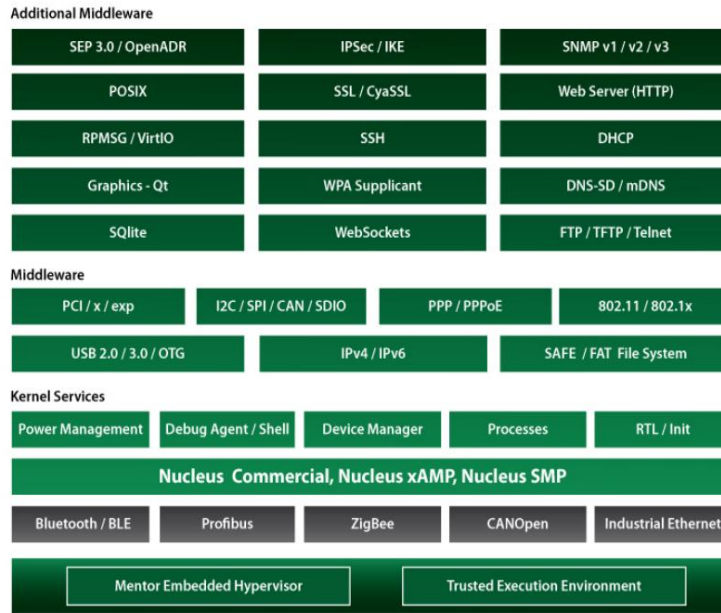 Additional Middleware
SEP 3.0 / OpenADR
IPSec / IKE
SNMP v1 / v2 / v3
POSIX
SSL / CyaSSL
Web Server (HTTP)
RPMSG / VirtIO
SSH
DHCP
Graphics - Qt
WPA Supplicant
DNS-SD / mDNS
SQlite
WebSockets
FTP / TFTP / Telnet
Middleware
PCI / x / exp
I2C / SPI / CAN / SDIO
PPP / PPPoE
802.11 / 802.1x
USB 2.0 / 3.0 / OTG
IPv4 / IPv6
SAFE / FAT File System
Kernel Services
Power Management
Debug Agent / Shell
Device Manager
Processes
RTL / Init
Nucleus Commercial, Nucleus xAMP, Nucleus SMP
Bluetooth / BLE
Profibus
ZigBee
CANOpen
Industrial Ethernet
Mentor Embedded Hypervisor
Trusted Execution Environment